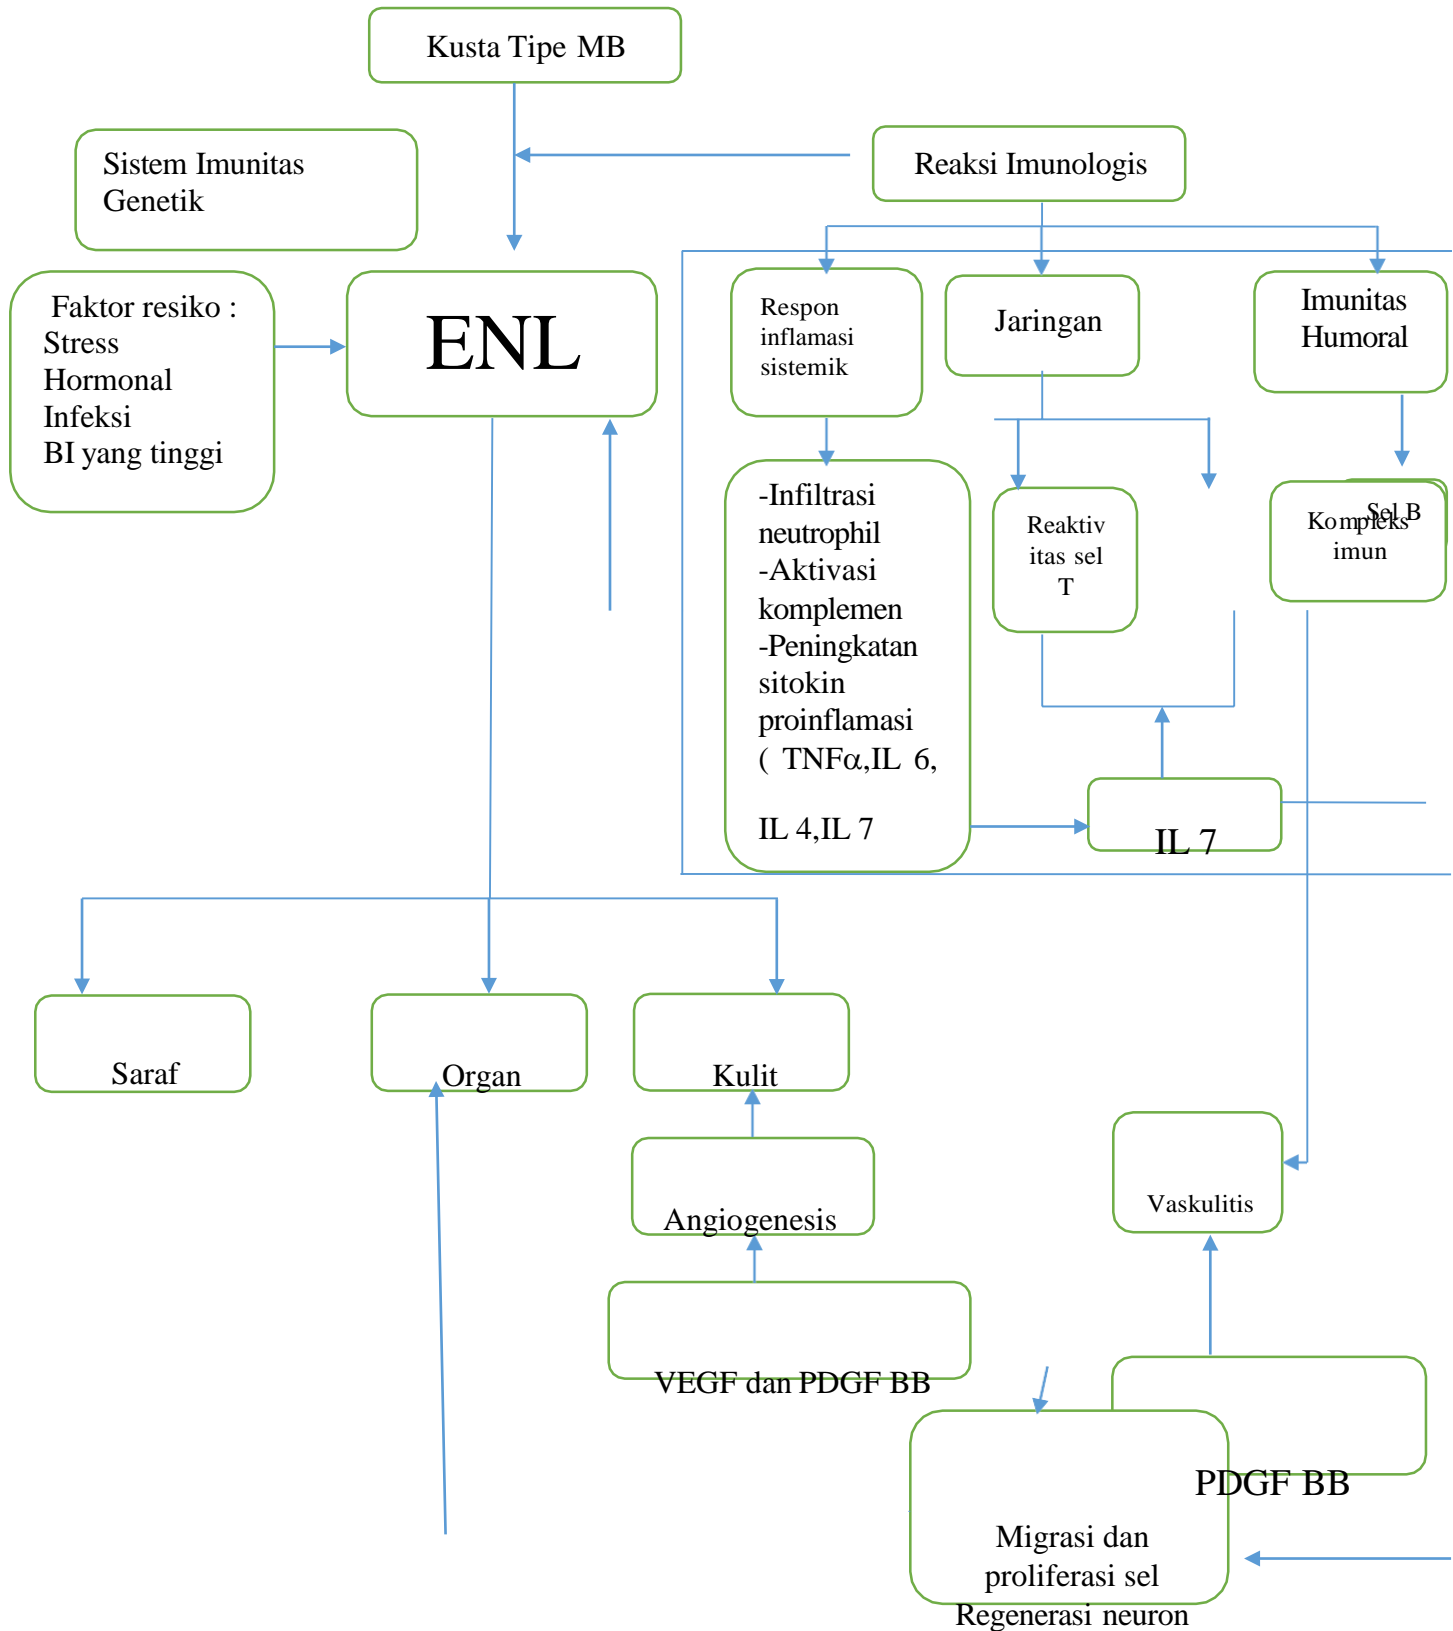 Kusta Tipe MB
Sistem Imunitas
Genetik
Reaksi Imunologis
Faktor resiko :
Stress
Hormonal
Infeksi
BI yang tinggi
ENL
Respon
inflamasi
sistemik
Jaringan
Imunitas
Humoral
-Infiltrasi
neutrophil
-Aktivasi
komplemen
-Peningkatan
sitokin
proinflamasi
( TNFα,IL 6,
IL 4,IL 7
Reaktiv
itas sel
T
Sel B
Kompleks
imun
IL 7
Saraf
Organ
Kulit
Angiogenesis
Vaskulitis
VEGF dan PDGF BB
PDGF BB
Migrasi dan
proliferasi sel
Regenerasi neuron